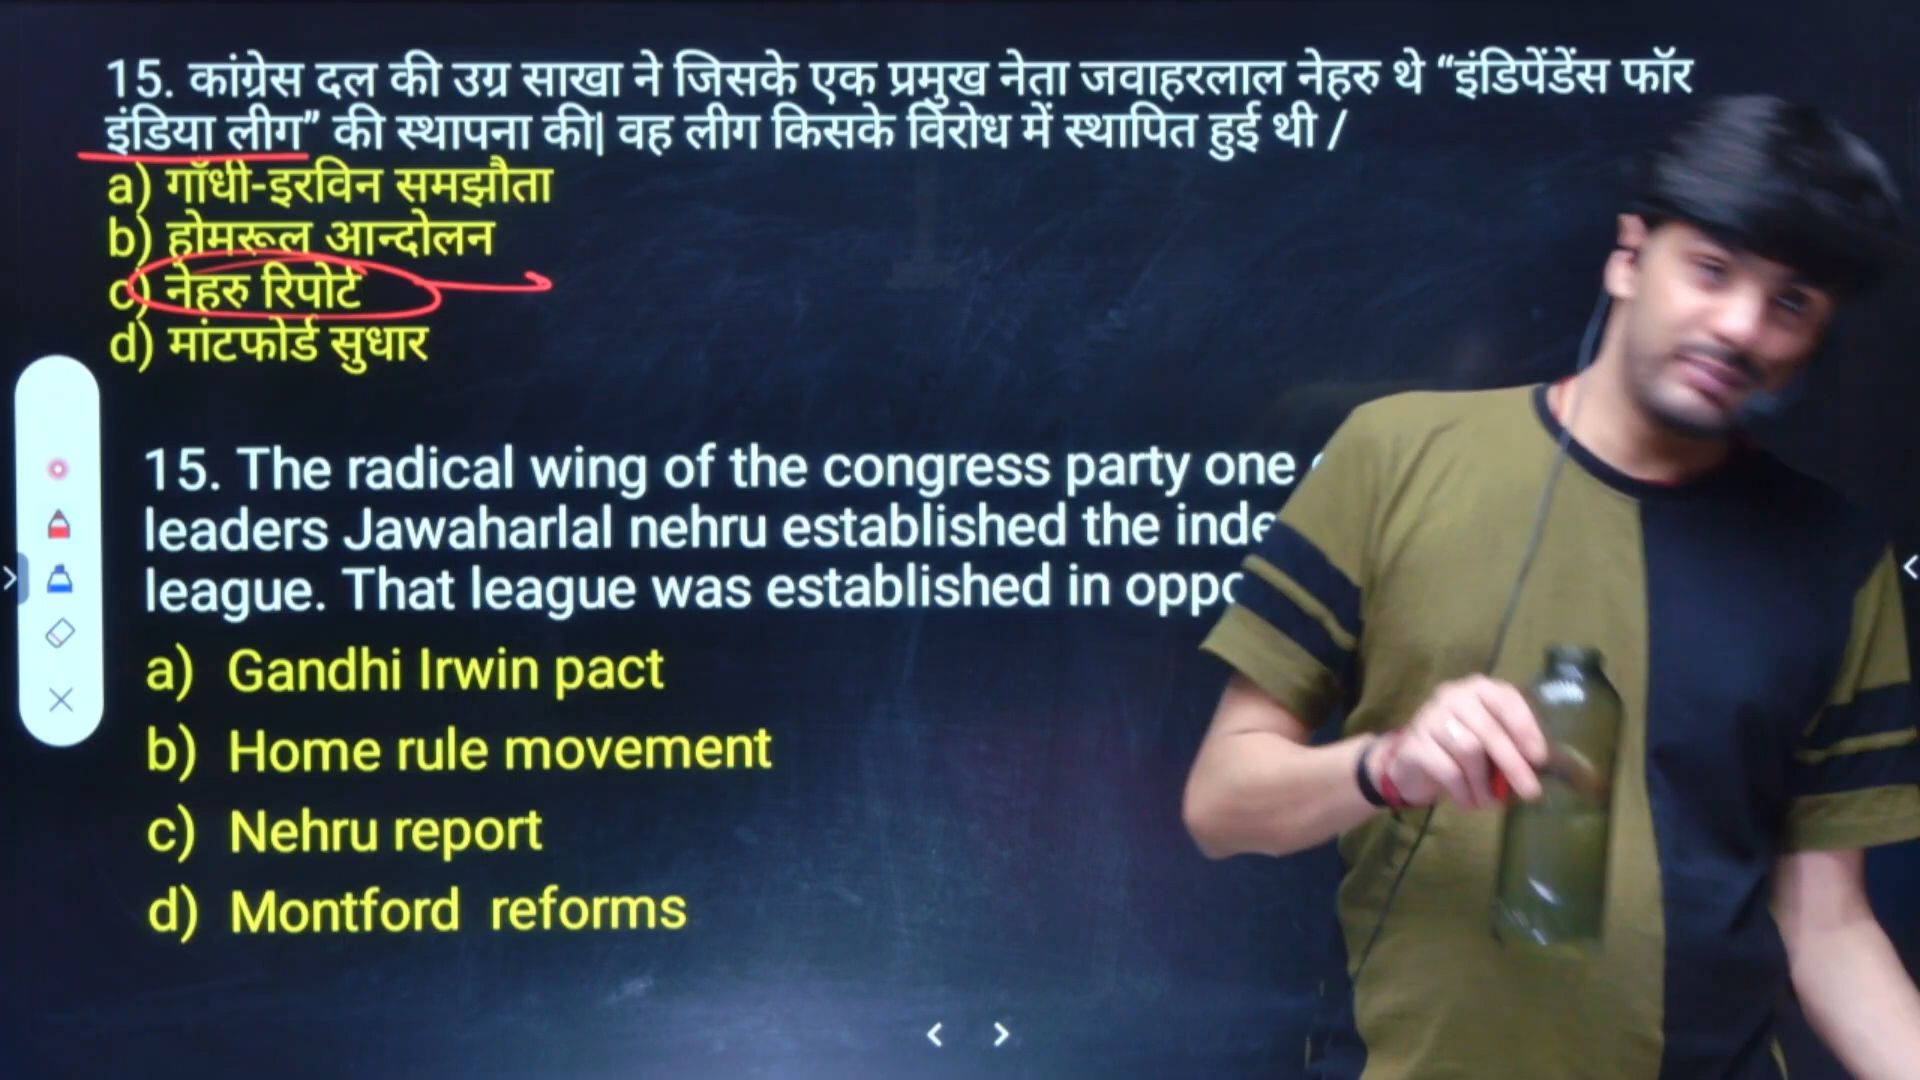 15. कांग्रेस दल की उग्र साखा ने जिसके एक प्रमुख नेता जवाहरलाल नेहरु थे “इंडिपेंडेंस फॉर
इंडिया लीग” की स्थापना की| वह लीग किसके विरोध में स्थापित हुई थी /
a) गाँधी-इरविन समझौता
b) होमरूल आन्दोलन
c) नेहरु रिपोर्ट
d) मांटफोर्ड सुधार
15. The radical wing of the congress party one
leaders Jawaharlal nehru established the
league. That league was established in
a) Gandhi Irwin pact
b) Home rule movement
c) Nehru report
d) Montford reforms